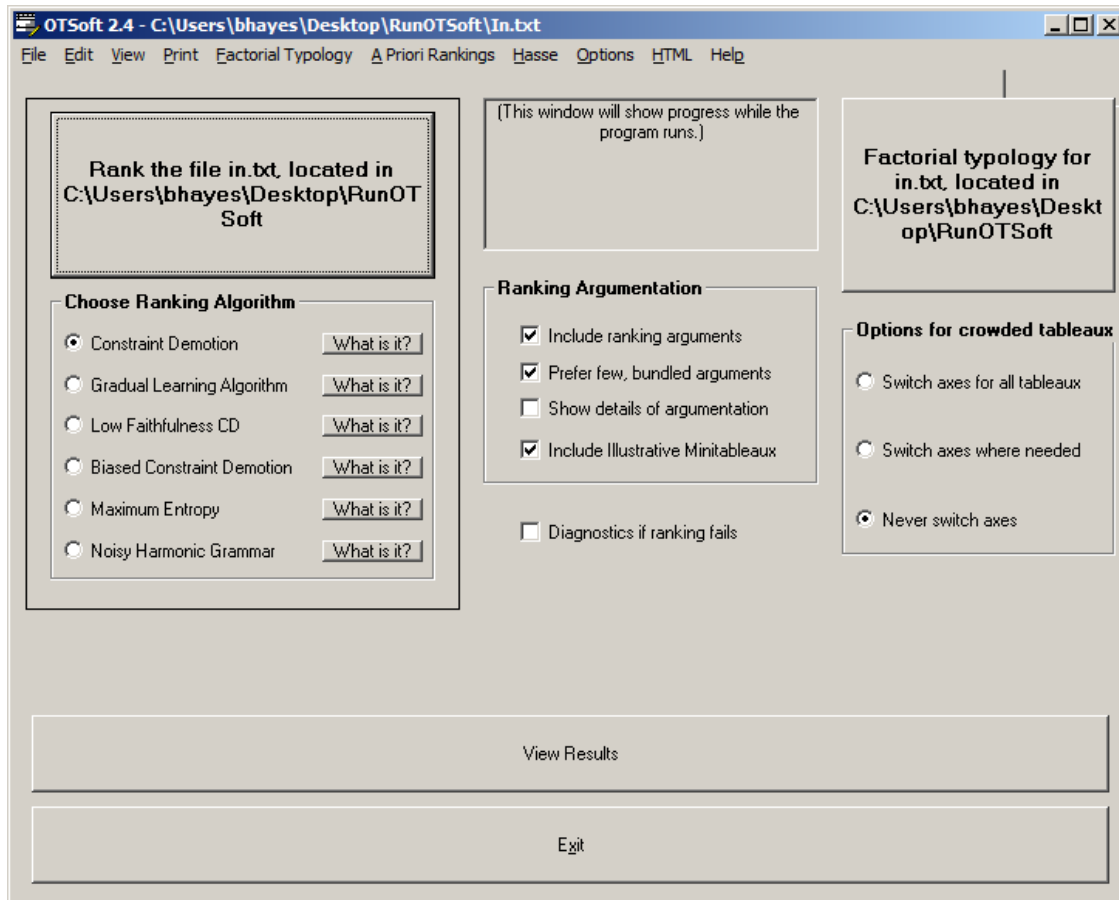 OTSoft 2.4 - C:\Users\bhayes\Desktop\RunOTSoft\In.txt
File Edit View Print Factorial Typology A Priori Rankings Hasse Options HTML Help
Rank the file in.txt, located in
C:\Users\bhayes\Desktop\RunOT
Soft
(This window will show progress while the
program runs.)
Factorial typology for
in.txt, located in
C:\Users\bhayes\Deskt
op\RunOTSoft
Choose Ranking Algorithm
Constraint Demotion What is it?
Gradual Learning Algorithm What is it?
Low Faithfulness CD What is it?
Biased Constraint Demotion What is it?
Maximum Entropy What is it?
Noisy Harmonic Grammar What is it?
Ranking Argumentation
Include ranking arguments
Prefer few, bundled arguments
Show details of argumentation
Include Illustrative Minitableaux
Diagnostics if ranking fails
Options for crowded tableaux
Switch axes for all tableaux
Switch axes where needed
Never switch axes
View Results
Exit